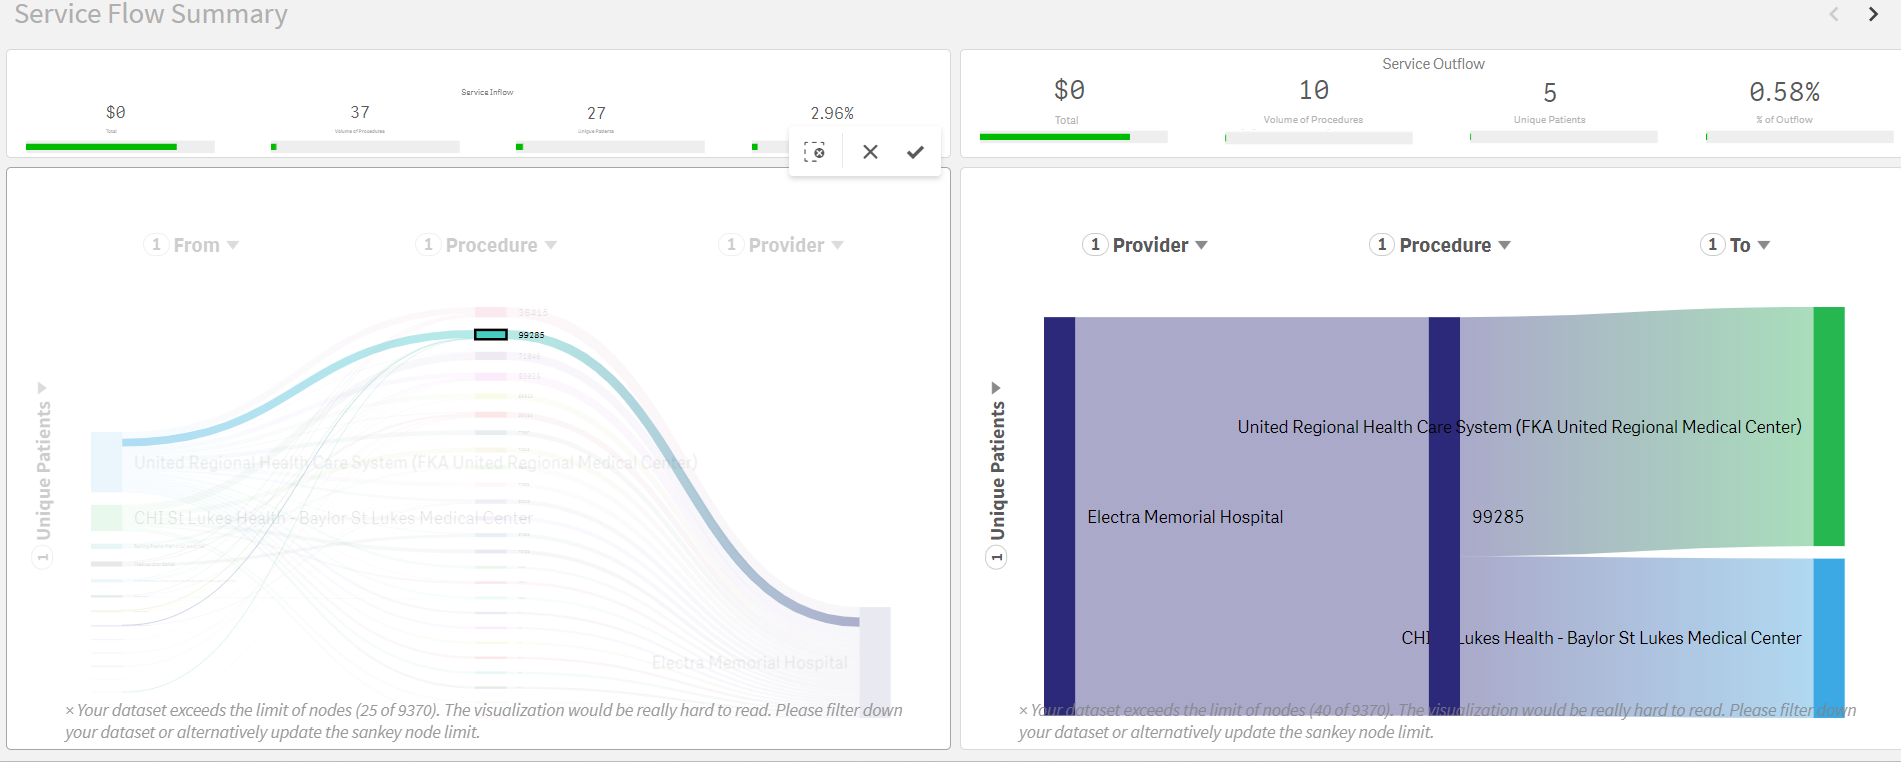 Service Flow Summary
Service Inflow
$0
37
27
2.96%
Total
Volume of Procedures
Unique Patients
Service Outflow
$0
10
5
0.58%
Total
Volume of Procedures
Unique Patients
% of Outflow
1 From
1 Procedure
1 Provider
1 Unique Patients
38415
99285
United Regional Health Care System (FKA United Regional Medical Center)
CHI St Lukes Health - Baylor St Lukes Medical Center
Electra Memorial Hospital
× Your dataset exceeds the limit of nodes (25 of 9370). The visualization would be really hard to read. Please filter down
your dataset or alternatively update the sankey node limit.
1 Provider
1 Procedure
1 To
1 Unique Patients
United Regional Health Care System (FKA United Regional Medical Center)
Electra Memorial Hospital
99285
CHI Lukes Health - Baylor St Lukes Medical Center
× Your dataset exceeds the limit of nodes (40 of 9370). The visualization would be really hard to read. Please filter down
your dataset or alternatively update the sankey node limit.